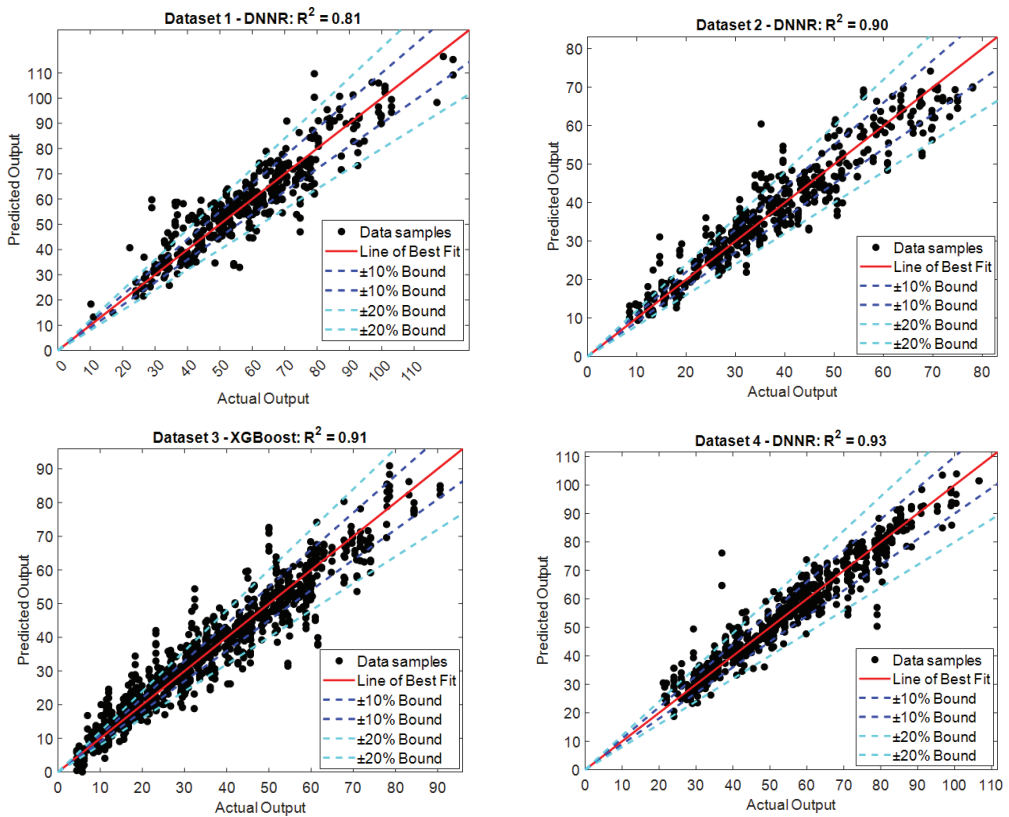 Dataset 1 - DNNR: R² = 0.81
Predicted Output
110
100
90
80
70
60
50
40
30
20
10
0
Data samples
Line of Best Fit
±10% Bound
±10% Bound
±20% Bound
±20% Bound
0 10 20 30 40 50 60 70 80 90 100 110
Actual Output
Dataset 2 - DNNR: R² = 0.90
Predicted Output
80
70
60
50
40
30
20
10
0
Data samples
Line of Best Fit
±10% Bound
±10% Bound
±20% Bound
±20% Bound
0 10 20 30 40 50 60 70 80
Actual Output
Dataset 3 - XGBoost: R² = 0.91
Predicted Output
90
80
70
60
50
40
30
20
10
0
Data samples
Line of Best Fit
±10% Bound
±10% Bound
±20% Bound
±20% Bound
0 10 20 30 40 50 60 70 80 90
Actual Output
Dataset 4 - DNNR: R² = 0.93
Predicted Output
110
100
90
80
70
60
50
40
30
20
10
0
Data samples
Line of Best Fit
±10% Bound
±10% Bound
±20% Bound
±20% Bound
0 10 20 30 40 50 60 70 80 90 100 110
Actual Output